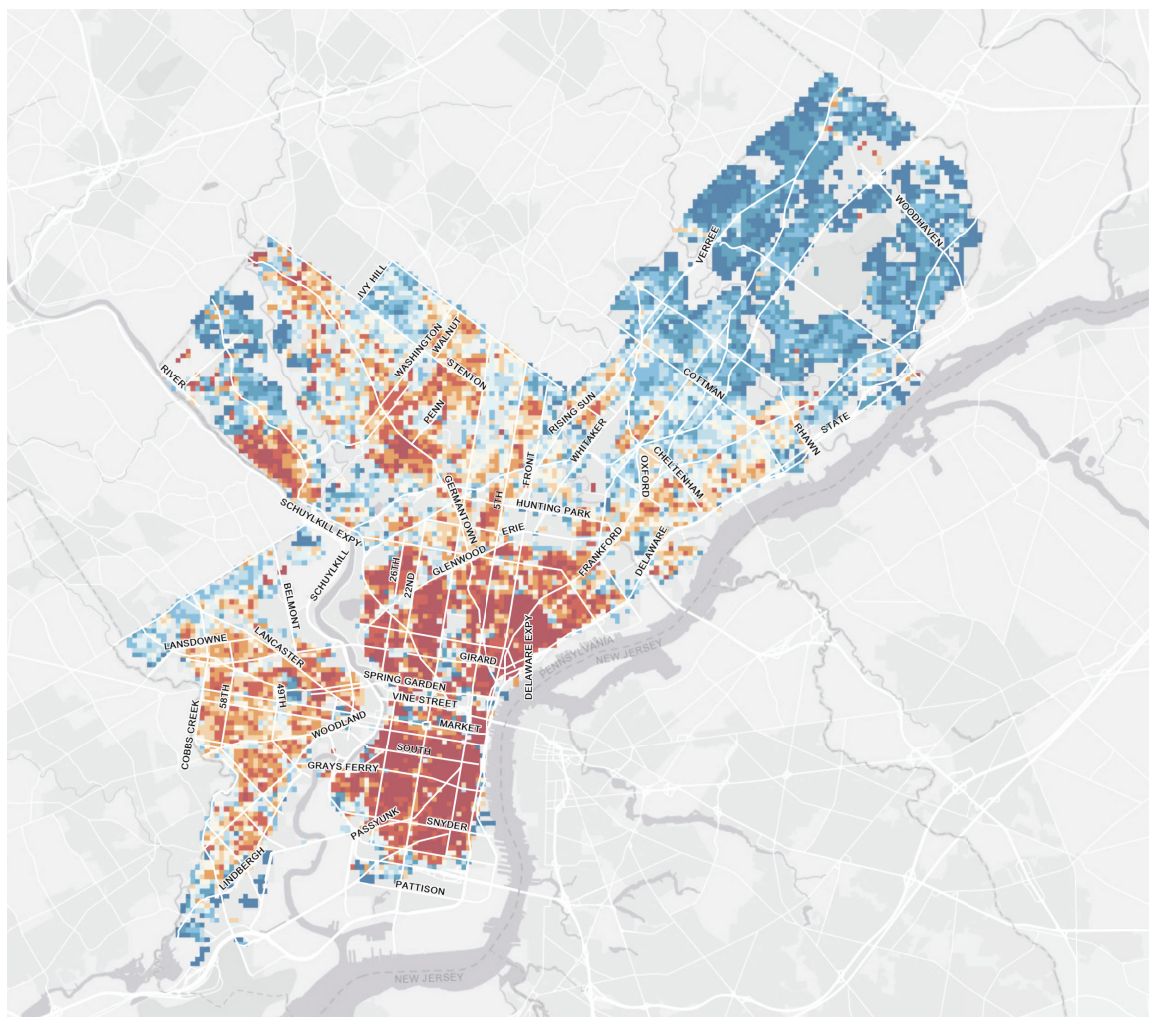 WOODHAVEN
VERREE
IVY HILL
WASHINGTON
WALNUT
STENTON
RIVER
COTTMAN
PENN
RISING SUN
WHITAKER
RHAWN
STATE
FRONT
OXFORD
CHELTENHAM
5TH
GERMANTOWN
HUNTING PARK
SCHUYLKILL EXPY
ERIE
FRANKFORD
DELAWARE
GLENWOOD
26TH
22ND
SCHUYLKILL
BELMONT
LANSDOWNE
LANCASTER
GIRARD
DELAWARE EXPY
PENNSYLVANIA
NEW JERSEY
SPRING GARDEN
58TH
49TH
VINE STREET
COBBS CREEK
WOODLAND
MARKET
SOUTH
GRAYS FERRY
PASSYUNK
SNYDER
LINDBERGH
PATTISON
NEW JERSEY